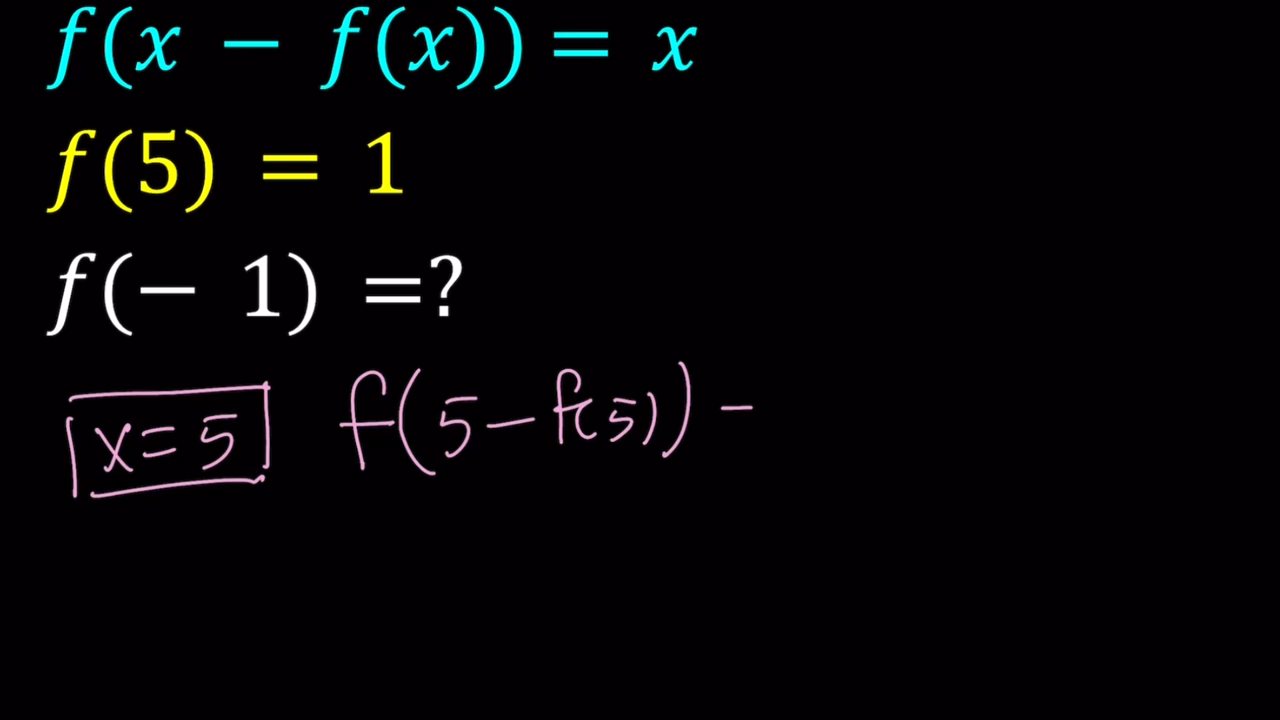 f(x − f(x)) = x
f(5) = 1
f(− 1) =?
x = 5 f(5 − f(5)) −